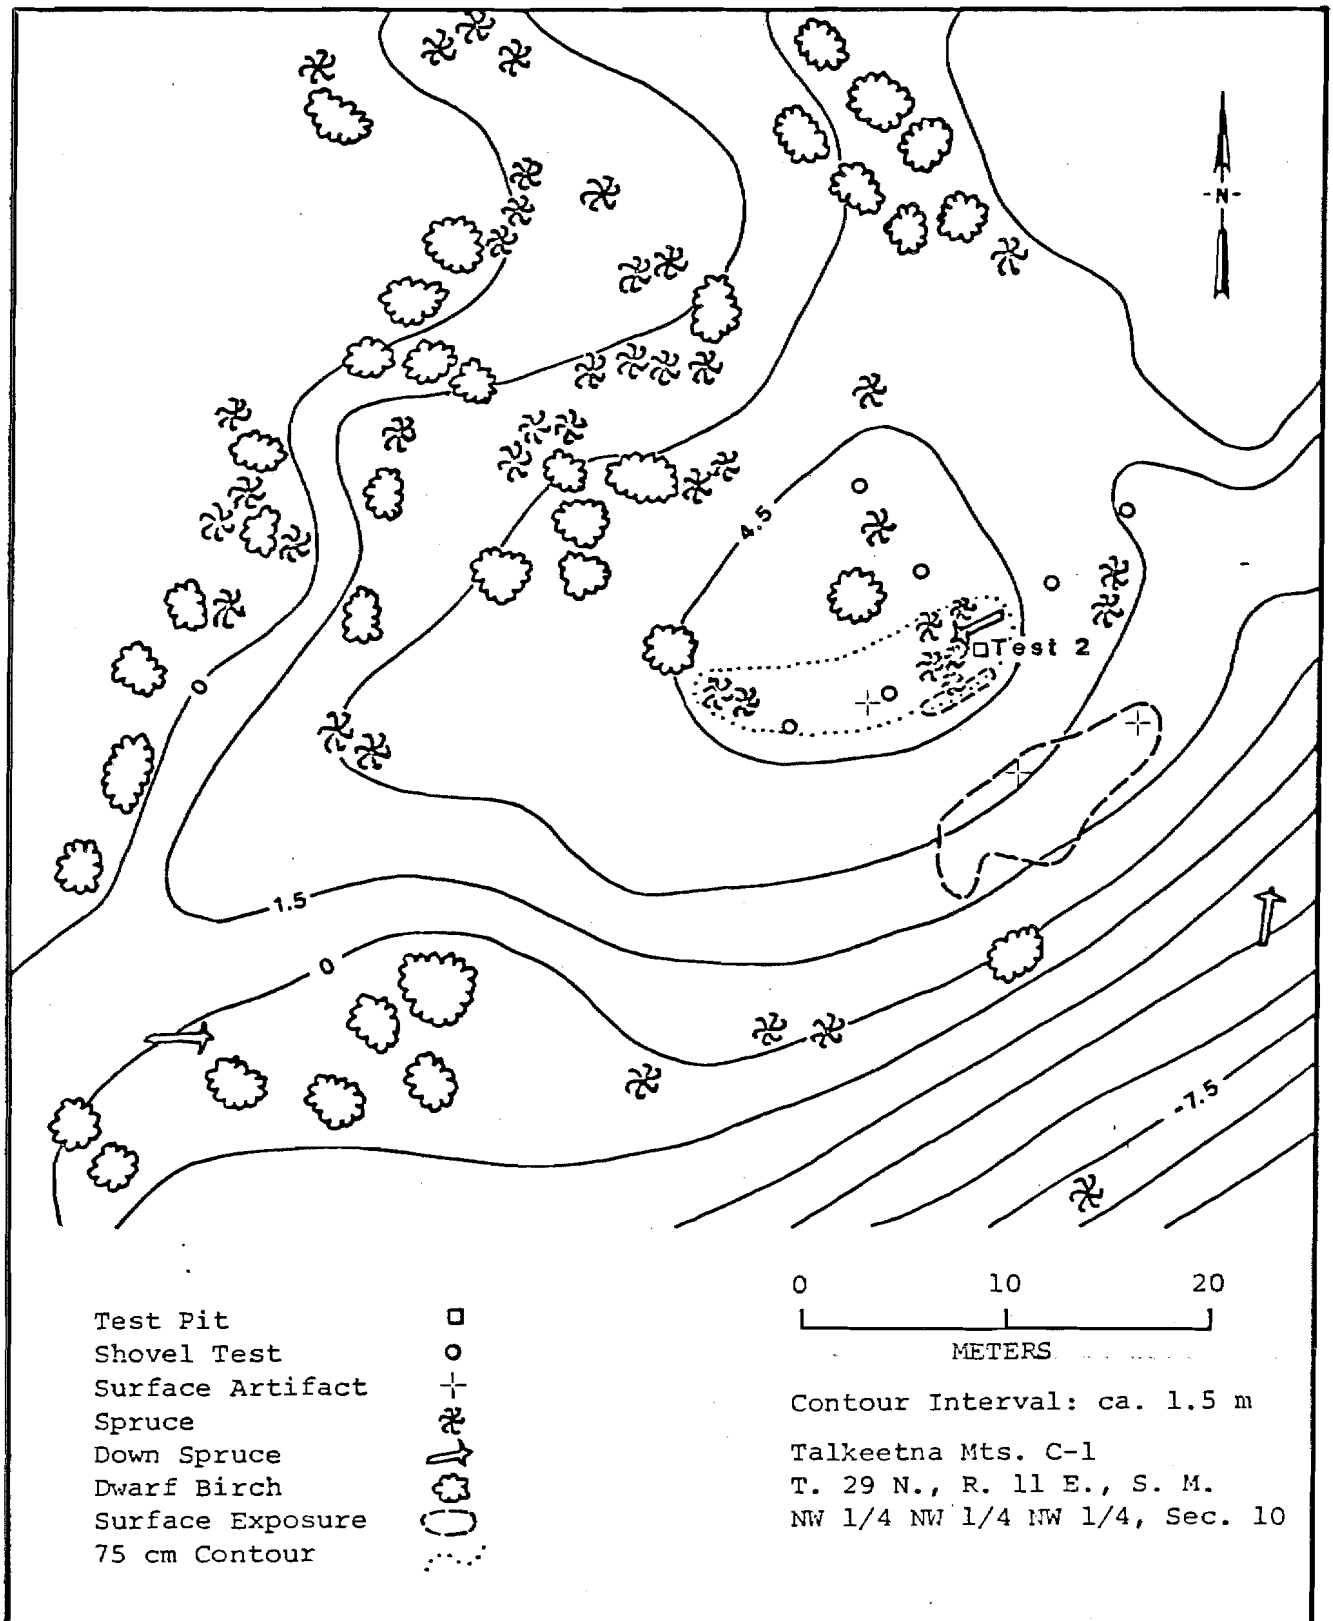 -N-
4.5
Test 2
0
1.5
0
-7.5
0 10 20
METERS
Test Pit
Shovel Test
Surface Artifact
Spruce
Down Spruce
Dwarf Birch
Surface Exposure
75 cm Contour
Contour Interval: ca. 1.5 m
Talkeetna Mts. C-1
T. 29 N., R. 11 E., S. M.
NW 1/4 NW 1/4 NW 1/4, Sec. 10